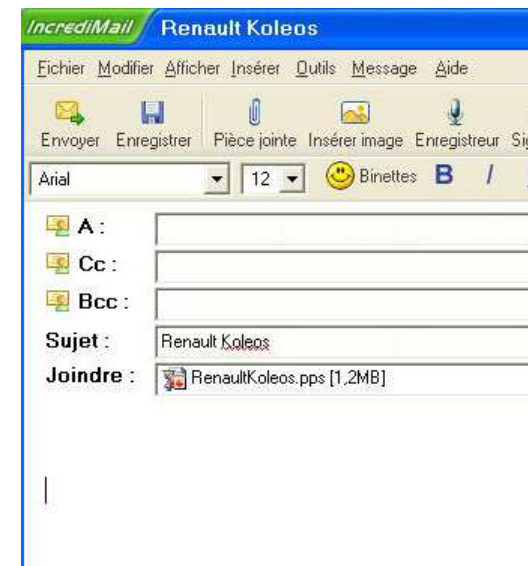 IncrediMail Renault Koleos
Fichier Modifier Afficher Insérer Outils Message Aide
Envoyer Enregistrer Pièce jointe Insérer image Enregistreur
Arial 12 Binettes B I
A :
Cc :
Bcc :
Sujet : Renault Koleos
Joindre : RenaultKoleos.pps [1,2MB]